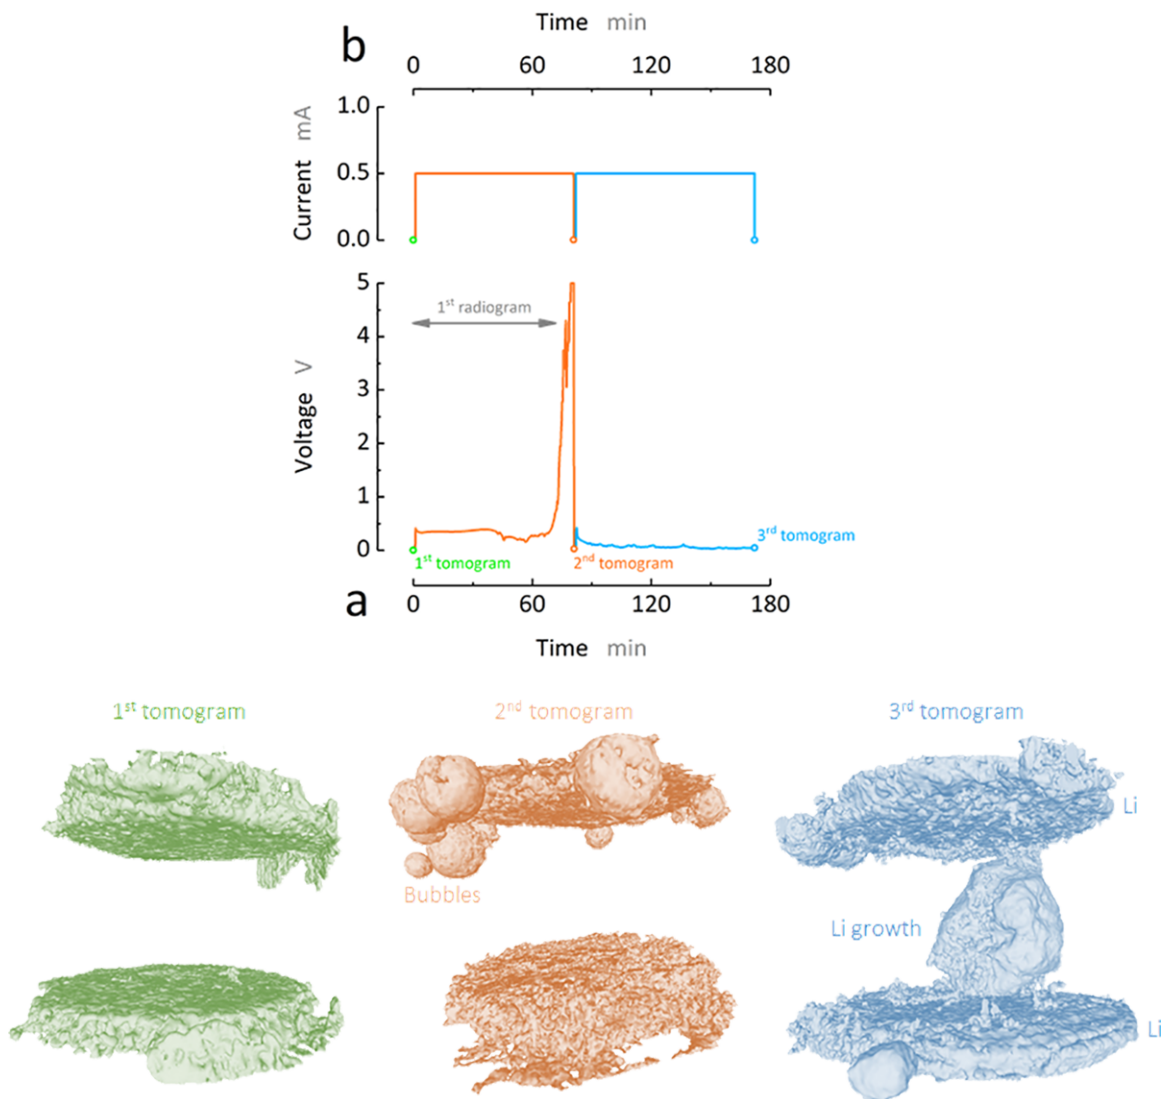 Time min
b
0 60 120 180
1.0
0.5
0.0
Current mA
5
4
3
2
1
0
Voltage V
1st radiogram
3rd tomogram
1st tomogram
2nd tomogram
a
0 60 120 180
Time min
1st tomogram
2nd tomogram
3rd tomogram
Li
Bubbles
Li growth
Li